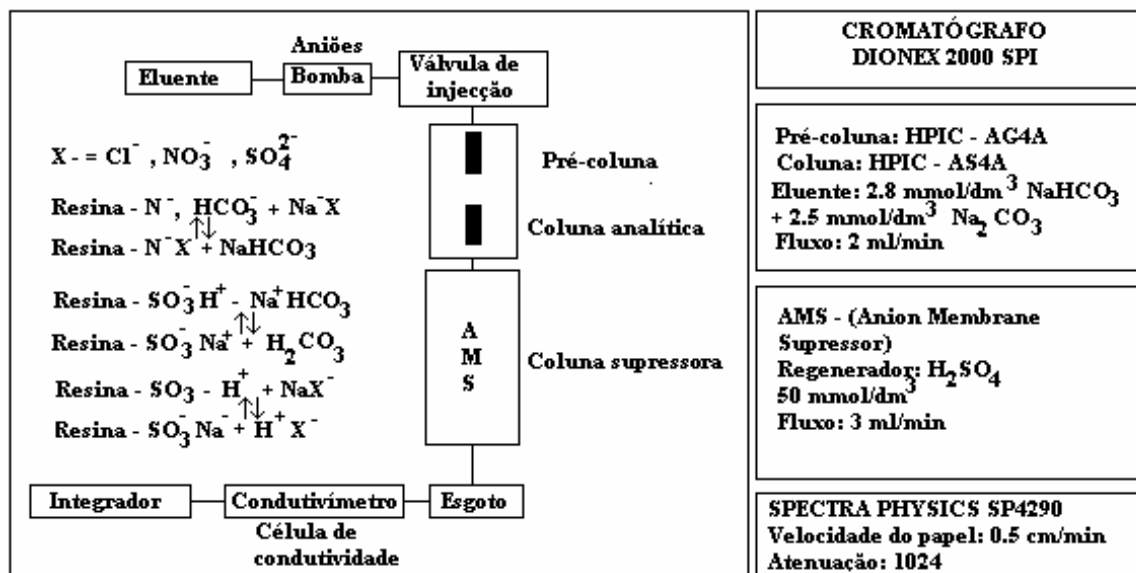 Aniões
Eluente
Bomba
Válvula de
injecção
X- = Cl⁻ , NO₃⁻ , SO₄²⁻
Pré-coluna
Resina - N⁻, HCO₃⁻ + Na⁻X
↑↓
Resina - N⁻X + NaHCO₃
Coluna analítica
Resina - SO₃⁻ H⁺ - Na⁺HCO₃
↑↓
Resina - SO₃⁻ Na⁺ + H₂CO₃
Resina - SO₃ - H⁺ + NaX⁻
↑↓
Resina - SO₃⁻ Na⁻ + H⁺ X⁻
A
M
S
Coluna supressora
Integrador
Condutivímetro
Esgoto
Célula de
condutividade
CROMATÓGRAFO
DIONEX 2000 SPI
Pré-coluna: HPIC - AG4A
Coluna: HPIC - AS4A
Eluente: 2.8 mmol/dm³ NaHCO₃
+ 2.5 mmol/dm³ Na₂ CO₃
Fluxo: 2 ml/min
AMS - (Anion Membrane
Supressor)
Regenerador: H₂SO₄
50 mmol/dm³
Fluxo: 3 ml/min
SPECTRA PHYSICS SP4290
Velocidade do papel: 0.5 cm/min
Atenuação: 1024